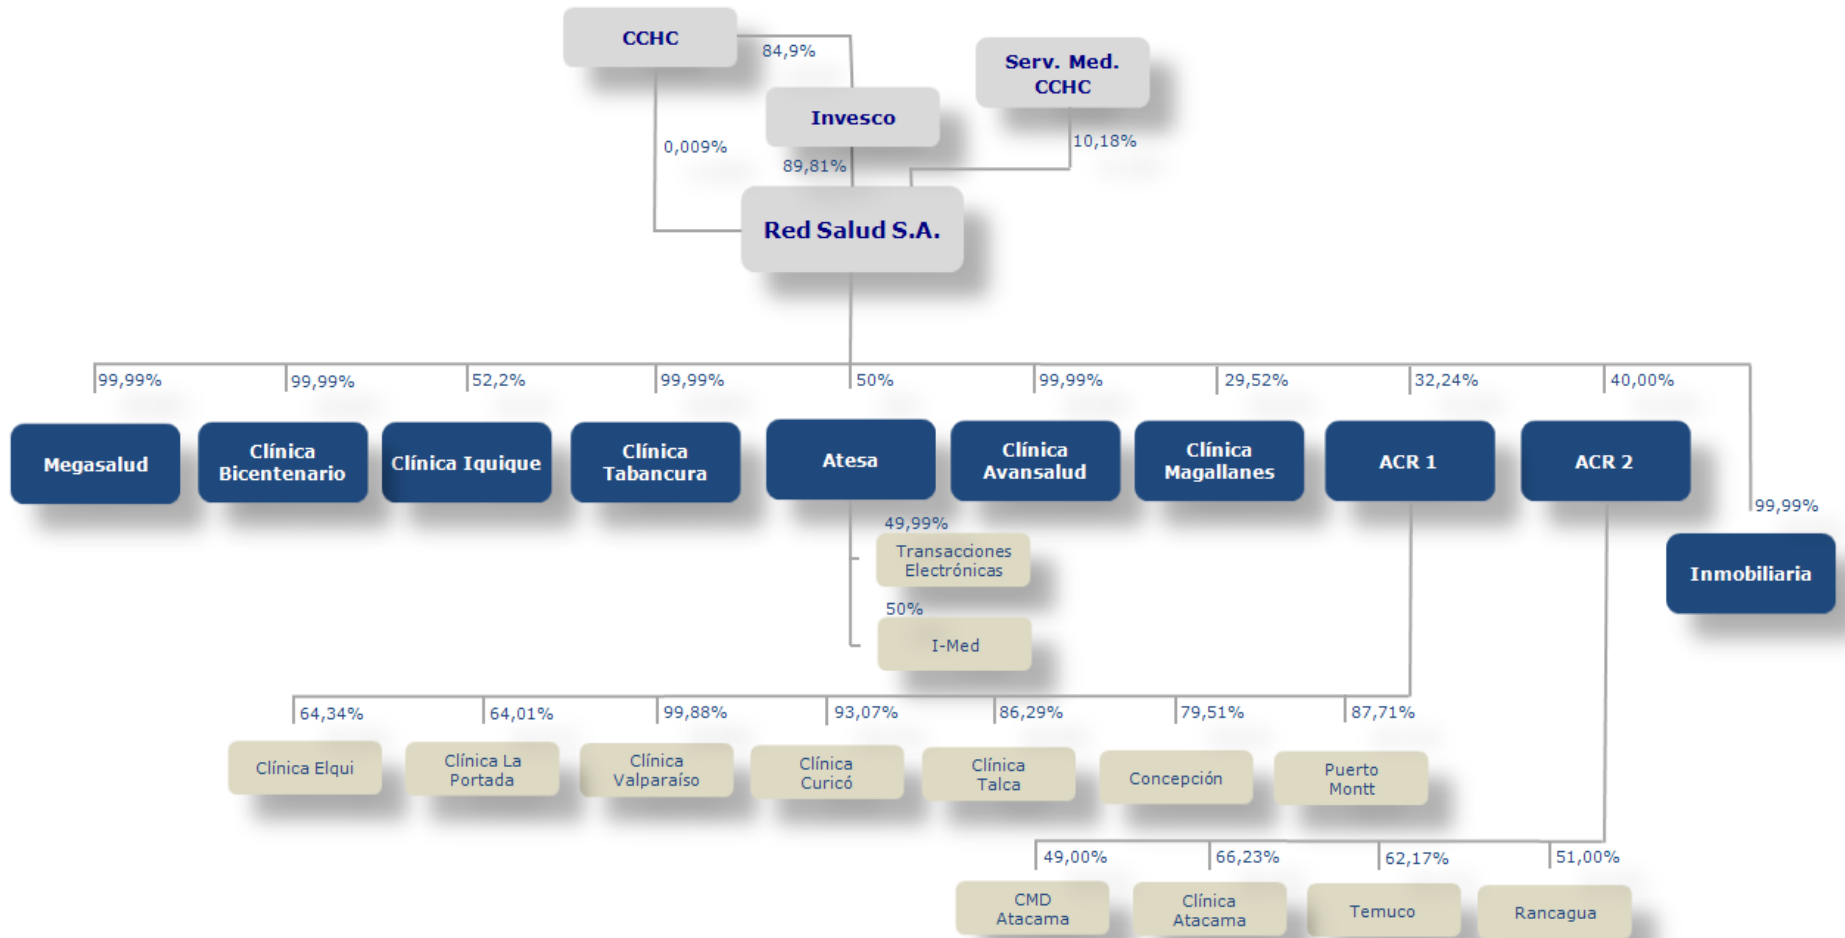 CCHC
84,9%
Serv. Med.
CCHC
Invesco
0,009%
10,18%
89,81%
Red Salud S.A.
99,99%
99,99%
52,2%
99,99%
50%
99,99%
29,52%
32,24%
40,00%
Megasalud
Clínica
Bicentenario
Clínica Iquique
Clínica
Tabancura
Atesa
Clínica
Avansalud
Clínica
Magallanes
ACR 1
ACR 2
99,99%
Inmobiliaria
49,99%
Transacciones
Electrónicas
50%
I-Med
64,34%
64,01%
99,88%
93,07%
86,29%
79,51%
87,71%
Clínica Elqui
Clínica La
Portada
Clínica
Valparaíso
Clínica
Curicó
Clínica
Talca
Concepción
Puerto
Montt
49,00%
66,23%
62,17%
51,00%
CMD
Atacama
Clínica
Atacama
Temuco
Rancagua